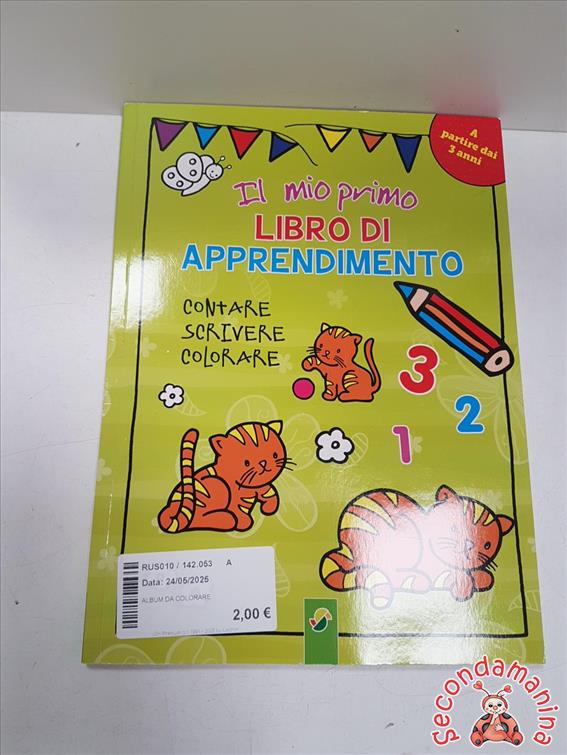 A
partire dai
3 anni
Il mio primo
LIBRO DI
APPRENDIMENTO
CONTARE
SCRIVERE
COLORARE
3
2
1
RUS010 / 142.053 A
Data: 24/05/2025
ALBUM DA COLORARE
2,00 €
Secondamanina